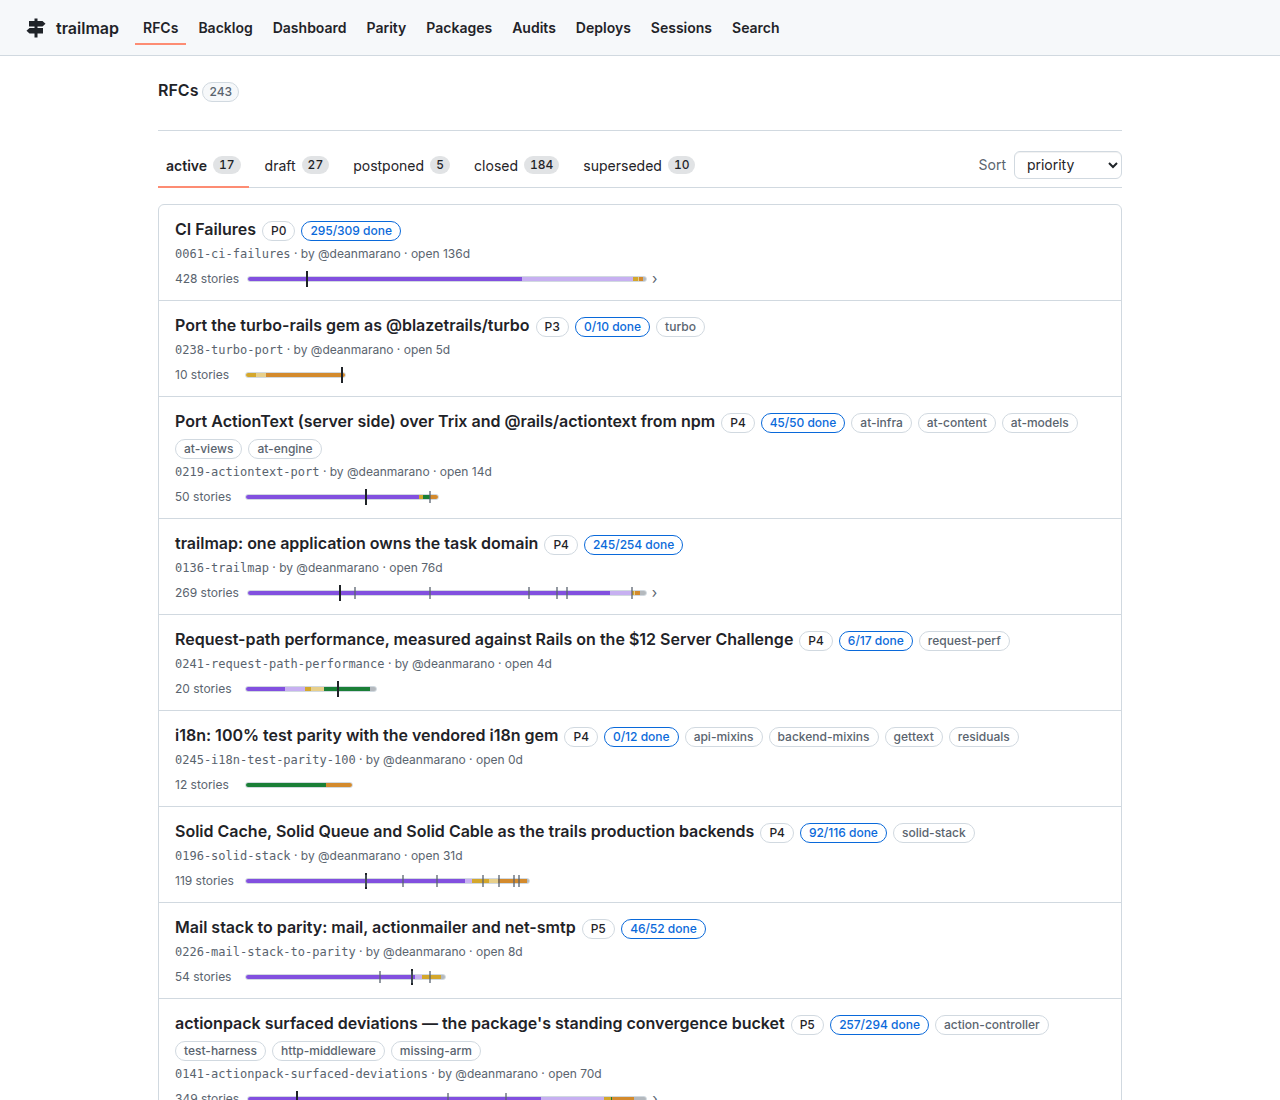 trailmap RFCs Backlog Dashboard Parity Packages Audits Deploys Sessions Search
RFCs 243
active 17 draft 27 postponed 5 closed 184 superseded 10 Sort priority
CI Failures P0 295/309 done
0061-ci-failures · by @deanmarano · open 136d
428 stories ›
Port the turbo-rails gem as @blazetrails/turbo P3 0/10 done turbo
0238-turbo-port · by @deanmarano · open 5d
10 stories
Port ActionText (server side) over Trix and @rails/actiontext from npm P4 45/50 done at-infra at-content at-models
at-views at-engine
0219-actiontext-port · by @deanmarano · open 14d
50 stories
trailmap: one application owns the task domain P4 245/254 done
0136-trailmap · by @deanmarano · open 76d
269 stories ›
Request-path performance, measured against Rails on the $12 Server Challenge P4 6/17 done request-perf
0241-request-path-performance · by @deanmarano · open 4d
20 stories
i18n: 100% test parity with the vendored i18n gem P4 0/12 done api-mixins backend-mixins gettext residuals
0245-i18n-test-parity-100 · by @deanmarano · open 0d
12 stories
Solid Cache, Solid Queue and Solid Cable as the trails production backends P4 92/116 done solid-stack
0196-solid-stack · by @deanmarano · open 31d
119 stories
Mail stack to parity: mail, actionmailer and net-smtp P5 46/52 done
0226-mail-stack-to-parity · by @deanmarano · open 8d
54 stories
actionpack surfaced deviations — the package's standing convergence bucket P5 257/294 done action-controller
test-harness http-middleware missing-arm
0141-actionpack-surfaced-deviations · by @deanmarano · open 70d
349 stories ›